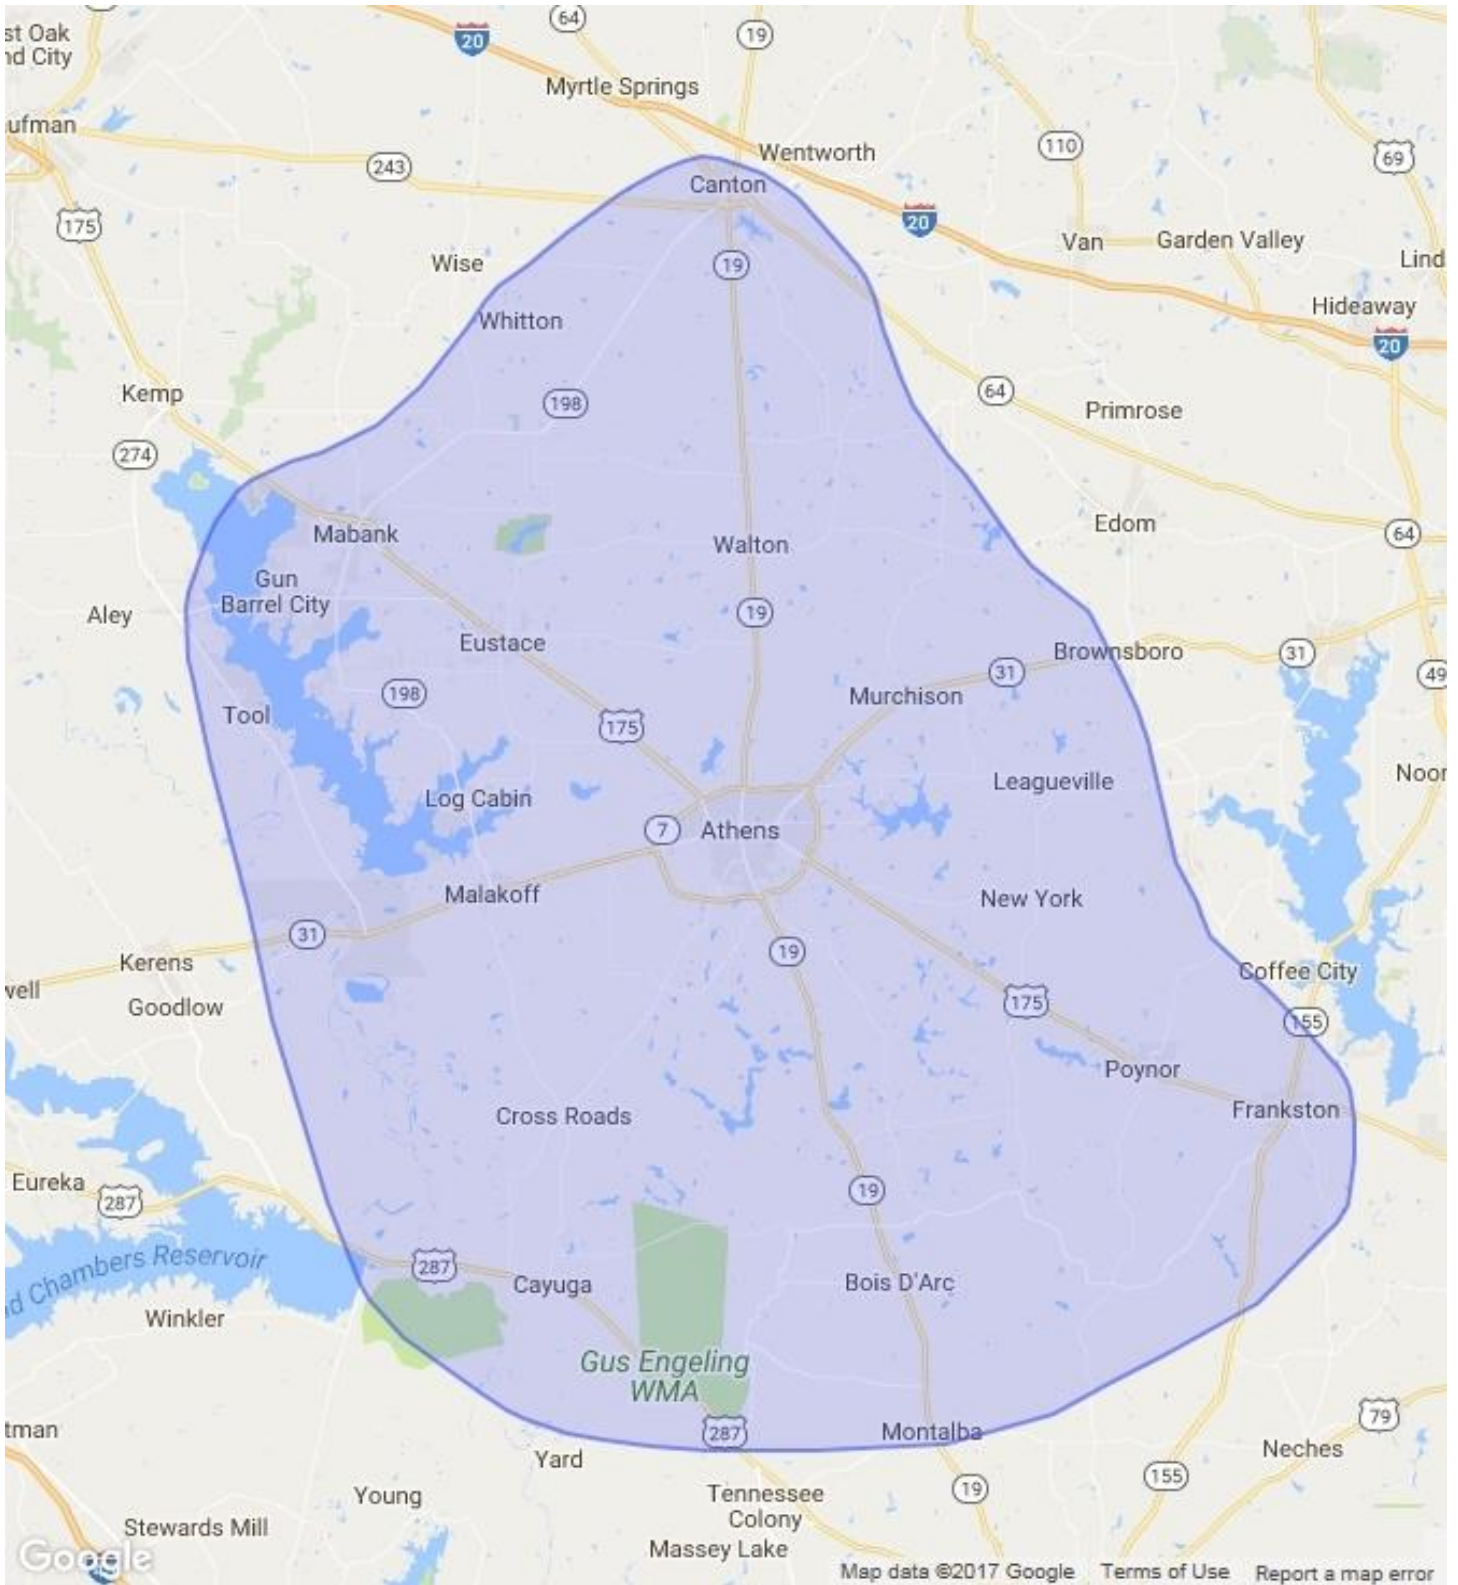 st Oak
nd City
64
19
20
Myrtle Springs
ufman
243
Wentworth
110
69
175
Canton
20
Van
Garden Valley
Lind
Wise
19
Hideaway
Whitton
20
Kemp
198
64
Primrose
274
Mabank
Walton
Edom
64
Gun
Barrel City
Aley
19
Eustace
Brownsboro
31
31
49
198
Murchison
Tool
175
Leagueville
Noor
Log Cabin
7
Athens
Malakoff
New York
31
19
Kerens
Coffee City
vell
Goodlow
175
155
Poynor
Cross Roads
Frankston
Eureka
287
19
nd Chambers Reservoir
287
Cayuga
Bois D'Arc
Winkler
Gus Engeling
WMA
tman
287
Montalba
79
Yard
Neches
155
Young
Tennessee
Colony
19
Stewards Mill
Massey Lake
Google
Map data ©2017 Google
Terms of Use
Report a map error